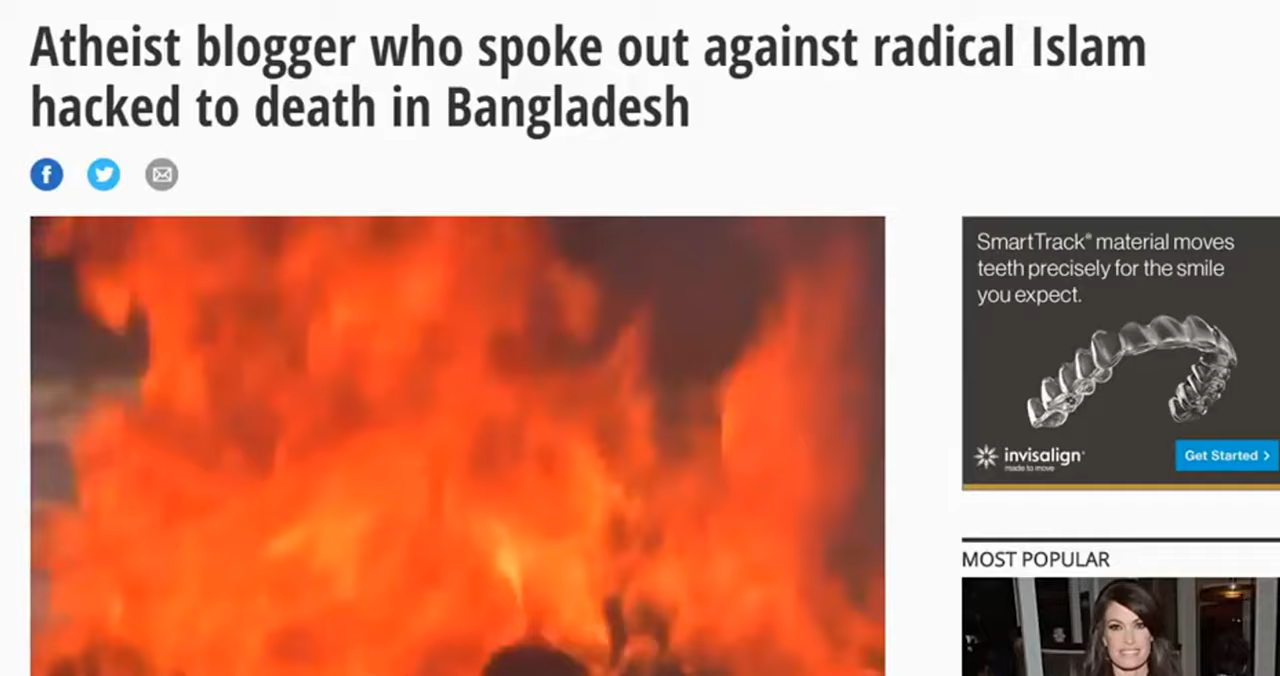 Atheist blogger who spoke out against radical Islam
hacked to death in Bangladesh
f
SmartTrack® material moves
teeth precisely for the smile
you expect.
invisalign
made to move
Get Started >
MOST POPULAR